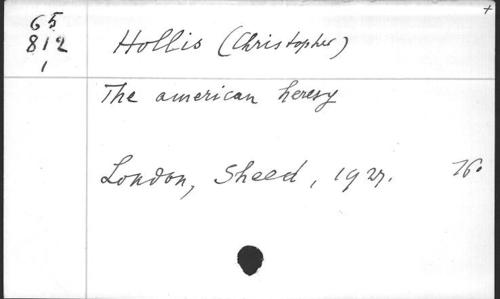 +
65
812
1
Hollis (Christopher)
The american heresy
London, Sheed, 1927. 76°